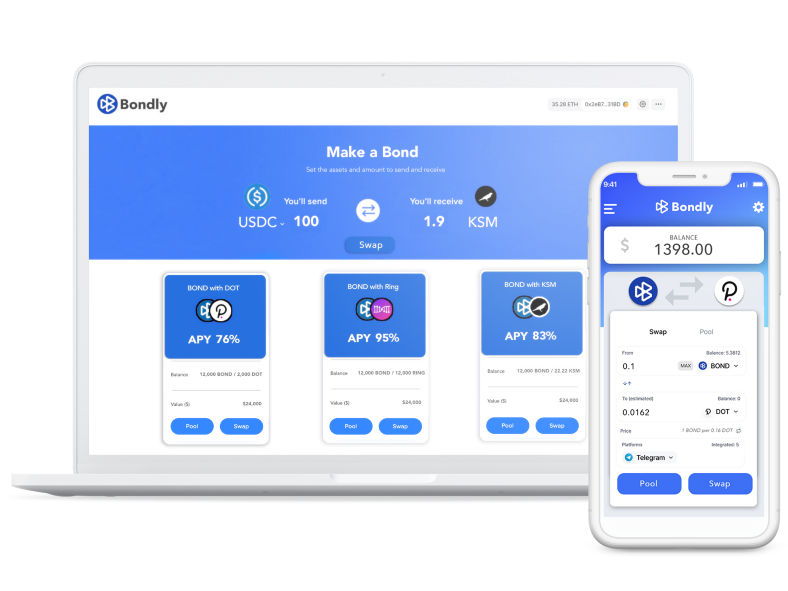 Bondly
35.28 ETH 0x2eB7...31BD
Make a Bond
Set the assets and amount to send and receive
You'll send
USDC 100
You'll receive
1.9 KSM
Swap
BOND with DOT
APY 76%
Balance 12,000 BOND / 2,000 DOT
Value ($) $24,000
Pool Swap
BOND with Ring
APY 95%
Balance 12,000 BOND / 12,000 RING
Value ($) $24,000
Pool Swap
BOND with KSM
APY 83%
Balance 12,000 BOND / 22.22 KSM
Value ($) $24,000
Pool Swap
9:41
Bondly
BALANCE
$ 1398.00
Swap Pool
From Balance: 5.3812
0.1 MAX BOND
To (estimated) Balance: 0
0.0162 DOT
Price 1 BOND per 0.16 DOT
Platforms Integrated: 5
Telegram
Pool Swap